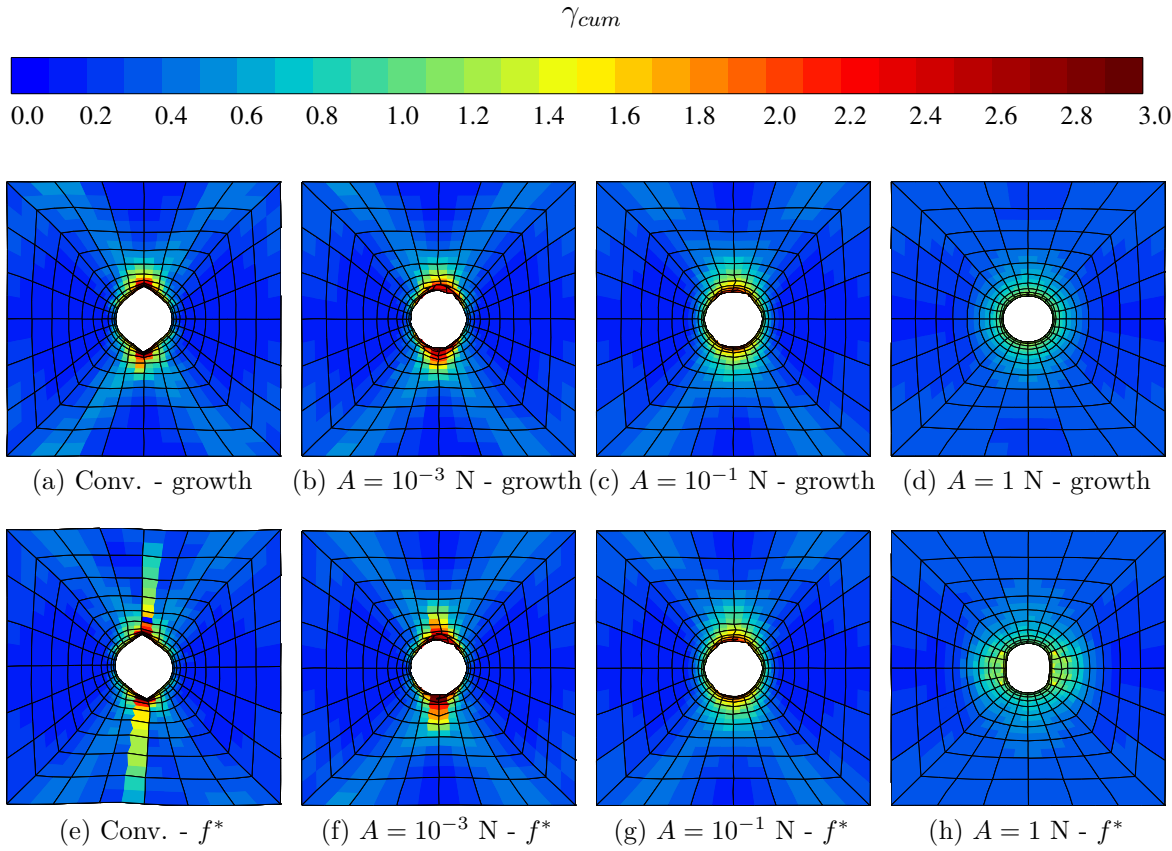 γcum
0.0 0.2 0.4 0.6 0.8 1.0 1.2 1.4 1.6 1.8 2.0 2.2 2.4 2.6 2.8 3.0
(a) Conv. - growth (b) A = 10⁻³ N - growth (c) A = 10⁻¹ N - growth (d) A = 1 N - growth
(e) Conv. - f* (f) A = 10⁻³ N - f* (g) A = 10⁻¹ N - f* (h) A = 1 N - f*